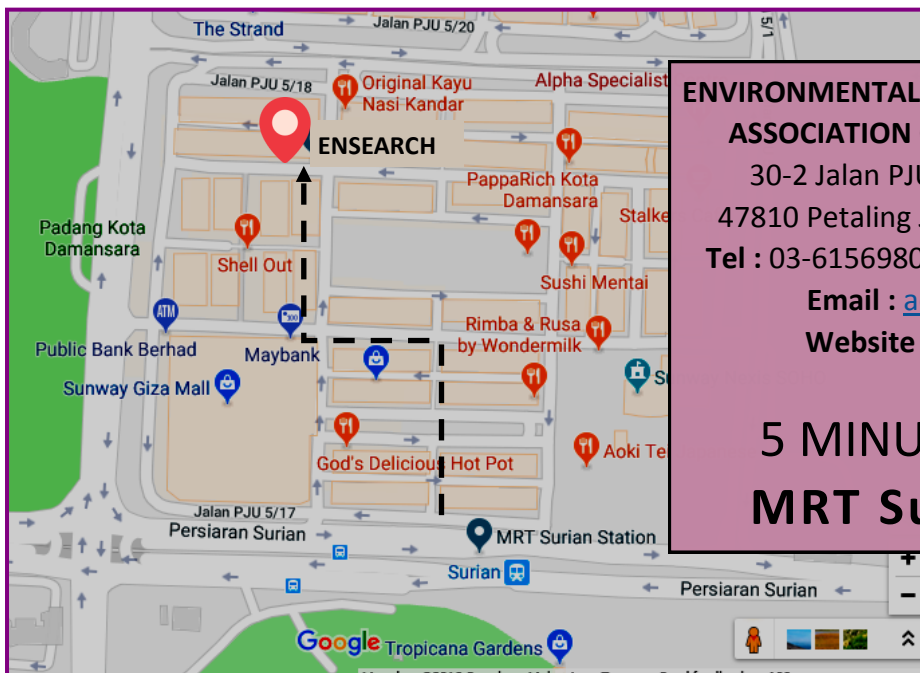 The Strand
Jalan PJU 5/20
5/1
Jalan PJU 5/18
Original Kayu
Nasi Kandar
Alpha Specialist
ENSEARCH
PappaRich Kota
Damansara
Stalke
Padang Kota
Damansara
Shell Out
Sushi Mentai
ATM
Public Bank Berhad
Maybank
Rimba & Rusa
by Wondermilk
Sunway Giza Mall
God's Delicious Hot Pot
Aoki Te
Jalan PJU 5/17
Persiaran Surian
MRT Surian Station
Surian
Persiaran Surian
Google
Tropicana Gardens
ENVIRONMENTAL
ASSOCIATION
30-2 Jalan PJU
47810 Petaling
Tel : 03-6156980
Email : a
Website
5 MINU
MRT Su